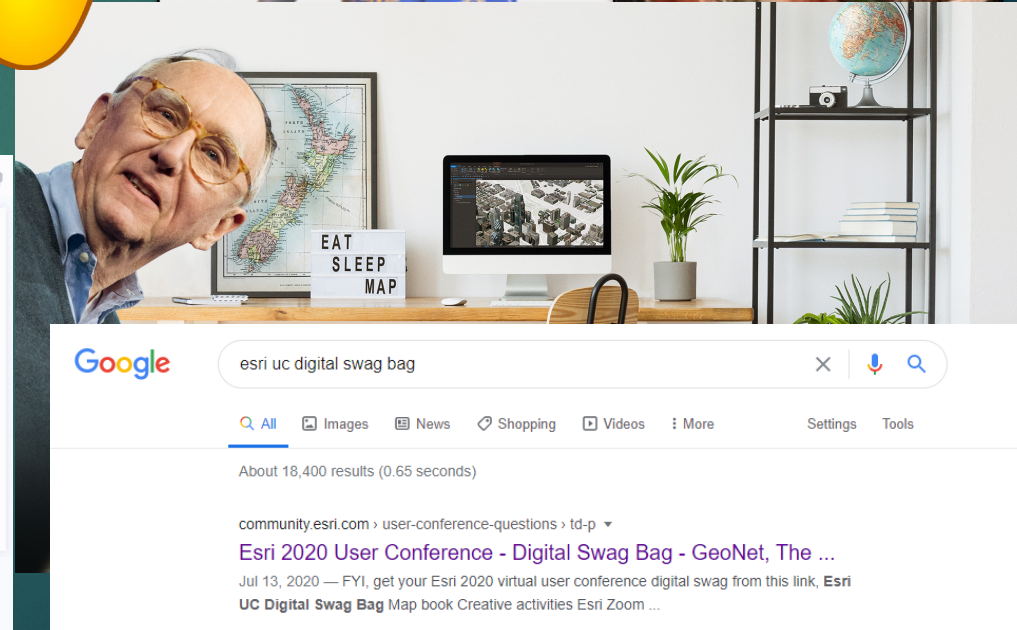 EAT
SLEEP
MAP
Google
esri uc digital swag bag
All Images News Shopping Videos More Settings Tools
About 18,400 results (0.65 seconds)
community.esri.com › user-conference-questions › td-p
Esri 2020 User Conference - Digital Swag Bag - GeoNet, The ...
Jul 13, 2020 — FYI, get your Esri 2020 virtual user conference digital swag from this link, Esri
UC Digital Swag Bag Map book Creative activities Esri Zoom ...